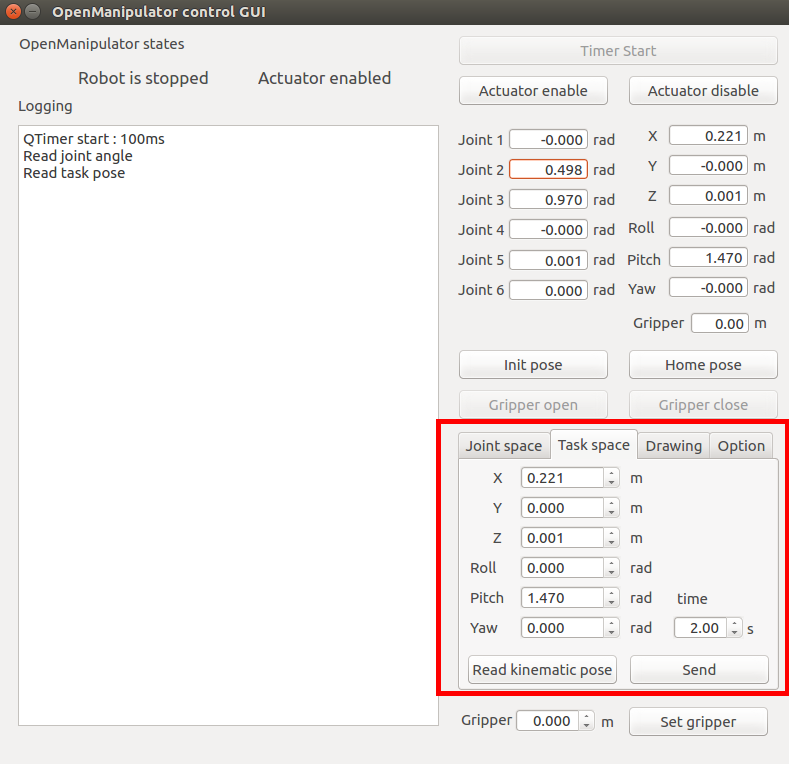 OpenManipulator control GUI
OpenManipulator states
Robot is stopped Actuator enabled
Logging
QTimer start : 100ms
Read joint angle
Read task pose
Timer Start
Actuator enable Actuator disable
Joint 1 -0.000 rad X 0.221 m
Joint 2 0.498 rad Y -0.000 m
Joint 3 0.970 rad Z 0.001 m
Joint 4 -0.000 rad Roll -0.000 rad
Joint 5 0.001 rad Pitch 1.470 rad
Joint 6 0.000 rad Yaw -0.000 rad
Gripper 0.00 m
Init pose Home pose
Gripper open Gripper close
Joint space Task space Drawing Option
X 0.221 m
Y 0.000 m
Z 0.001 m
Roll 0.000 rad
Pitch 1.470 rad time
Yaw 0.000 rad 2.00 s
Read kinematic pose Send
Gripper 0.000 m Set gripper